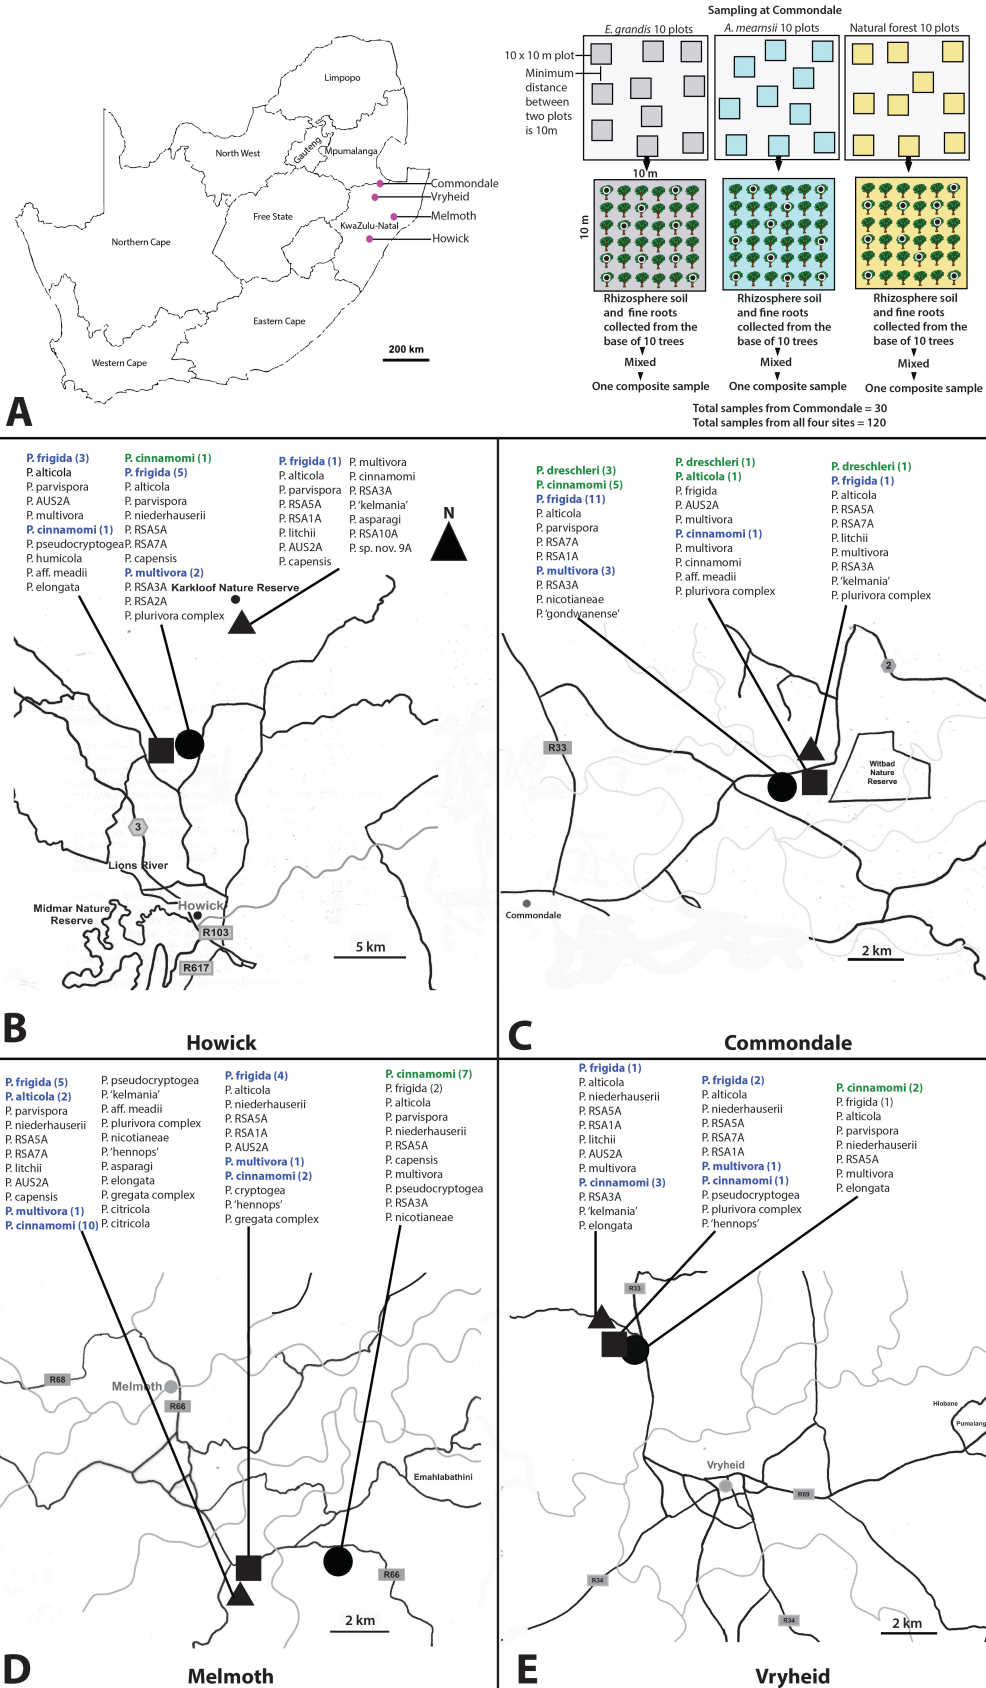 Limpopo
North West
Gauteng
Mpumalanga
Commondale
Vryheid
Free State
Melmoth
KwaZulu-Natal
Howick
Northern Cape
Eastern Cape
Western Cape
200 km
A
Sampling at Commondale
E. grandis 10 plots
A. mearnsii 10 plots
Natural forest 10 plots
10 x 10 m plot
Minimum
distance
between
two plots
is 10m
10 m
10 m
Rhizosphere soil
and fine roots
collected from the
base of 10 trees
Mixed
One composite sample
Rhizosphere soil
and fine roots
collected from the
base of 10 trees
Mixed
One composite sample
Rhizosphere soil
and fine roots
collected from the
base of 10 trees
Mixed
One composite sample
Total samples from Commondale = 30
Total samples from all four sites = 120
P. frigida (3)
P. alticola
P. parvispora
P. AUS2A
P. multivora
P. cinnamomi (1)
P. pseudocryptogea
P. humicola
P. aff. meadii
P. elongata
P. cinnamomi (1)
P. frigida (5)
P. alticola
P. parvispora
P. niederhauserii
P. RSA5A
P. RSA7A
P. capensis
P. multivora (2)
P. RSA3A
P. RSA2A
P. plurivora complex
P. frigida (1)
P. alticola
P. parvispora
P. RSA5A
P. RSA1A
P. litchii
P. AUS2A
P. capensis
P. multivora
P. cinnamomi
P. RSA3A
P. 'kelmania'
P. asparagi
P. RSA10A
P. sp. nov. 9A
N
Karkloof Nature Reserve
3
Lions River
Midmar Nature
Reserve
Howick
R103
R617
5 km
B
Howick
P. dreschleri (3)
P. cinnamomi (5)
P. frigida (11)
P. alticola
P. parvispora
P. RSA7A
P. RSA1A
P. multivora (3)
P. RSA3A
P. nicotianeae
P. 'gondwanense'
P. dreschleri (1)
P. alticola (1)
P. frigida
P. AUS2A
P. multivora
P. cinnamomi (1)
P. multivora
P. cinnamomi
P. aff. meadii
P. plurivora complex
P. dreschleri (1)
P. frigida (1)
P. alticola
P. RSA5A
P. RSA7A
P. litchii
P. multivora
P. RSA3A
P. 'kelmania'
P. plurivora complex
2
R33
Witbad
Nature
Reserve
Commondale
2 km
C
Commondale
P. frigida (5)
P. alticola (2)
P. parvispora
P. niederhauserii
P. RSA5A
P. RSA7A
P. litchii
P. AUS2A
P. capensis
P. multivora (1)
P. cinnamomi (10)
P. pseudocryptogea
P. 'kelmania'
P. aff. meadii
P. plurivora complex
P. nicotianeae
P. 'hennops'
P. asparagi
P. elongata
P. gregata complex
P. citricola
P. citricola
P. frigida (4)
P. alticola
P. niederhauserii
P. RSA5A
P. RSA1A
P. AUS2A
P. multivora (1)
P. cinnamomi (2)
P. cryptogea
P. 'hennops'
P. gregata complex
P. cinnamomi (7)
P. frigida (2)
P. alticola
P. parvispora
P. niederhauserii
P. RSA5A
P. capensis
P. multivora
P. pseudocryptogea
P. RSA3A
P. nicotianeae
R68
Melmoth
R66
Emahlabathini
R66
2 km
D
Melmoth
P. frigida (1)
P. alticola
P. niederhauserii
P. RSA5A
P. RSA1A
P. litchii
P. AUS2A
P. multivora
P. cinnamomi (3)
P. RSA3A
P. 'kelmania'
P. elongata
P. frigida (2)
P. alticola
P. niederhauserii
P. RSA5A
P. RSA7A
P. RSA1A
P. multivora (1)
P. cinnamomi (1)
P. pseudocryptogea
P. plurivora complex
P. 'hennops'
P. cinnamomi (2)
P. frigida (1)
P. alticola
P. parvispora
P. niederhauserii
P. RSA5A
P. multivora
P. elongata
R33
Hlobane
Pumalang
Vryheid
R69
R34
R34
2 km
E
Vryheid